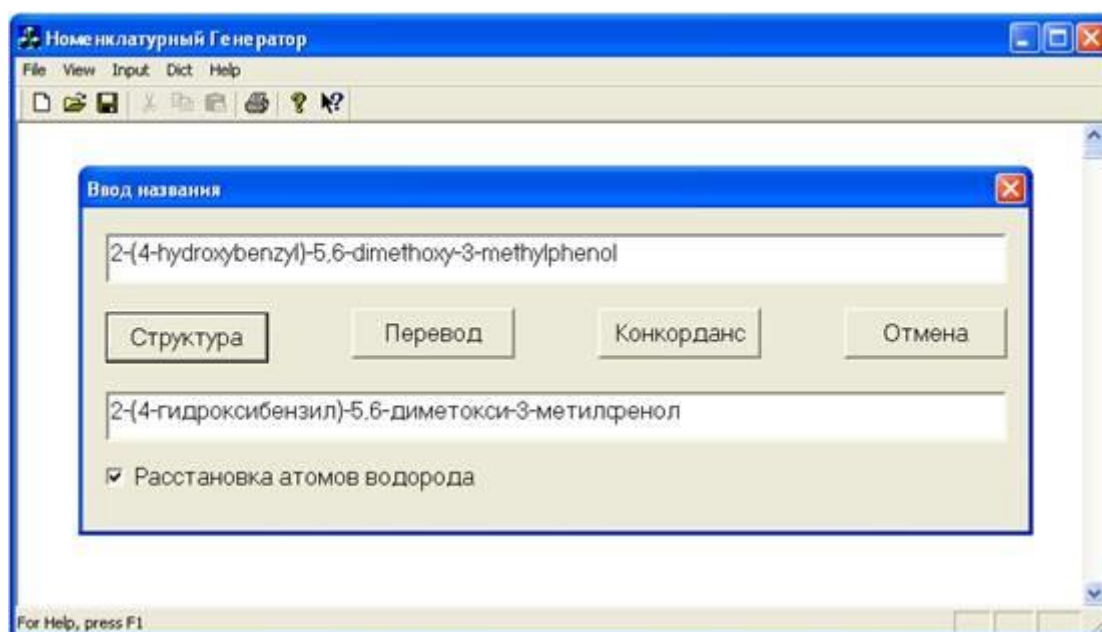 Номенклатурный Генератор
File View Input Dict Help
Ввод названия
2-(4-hydroxybenzyl)-5,6-dimethoxy-3-methylphenol
Структура Перевод Конкорданс Отмена
2-(4-гидроксибензил)-5,6-диметокси-3-метилфенол
Расстановка атомов водорода
For Help, press F1